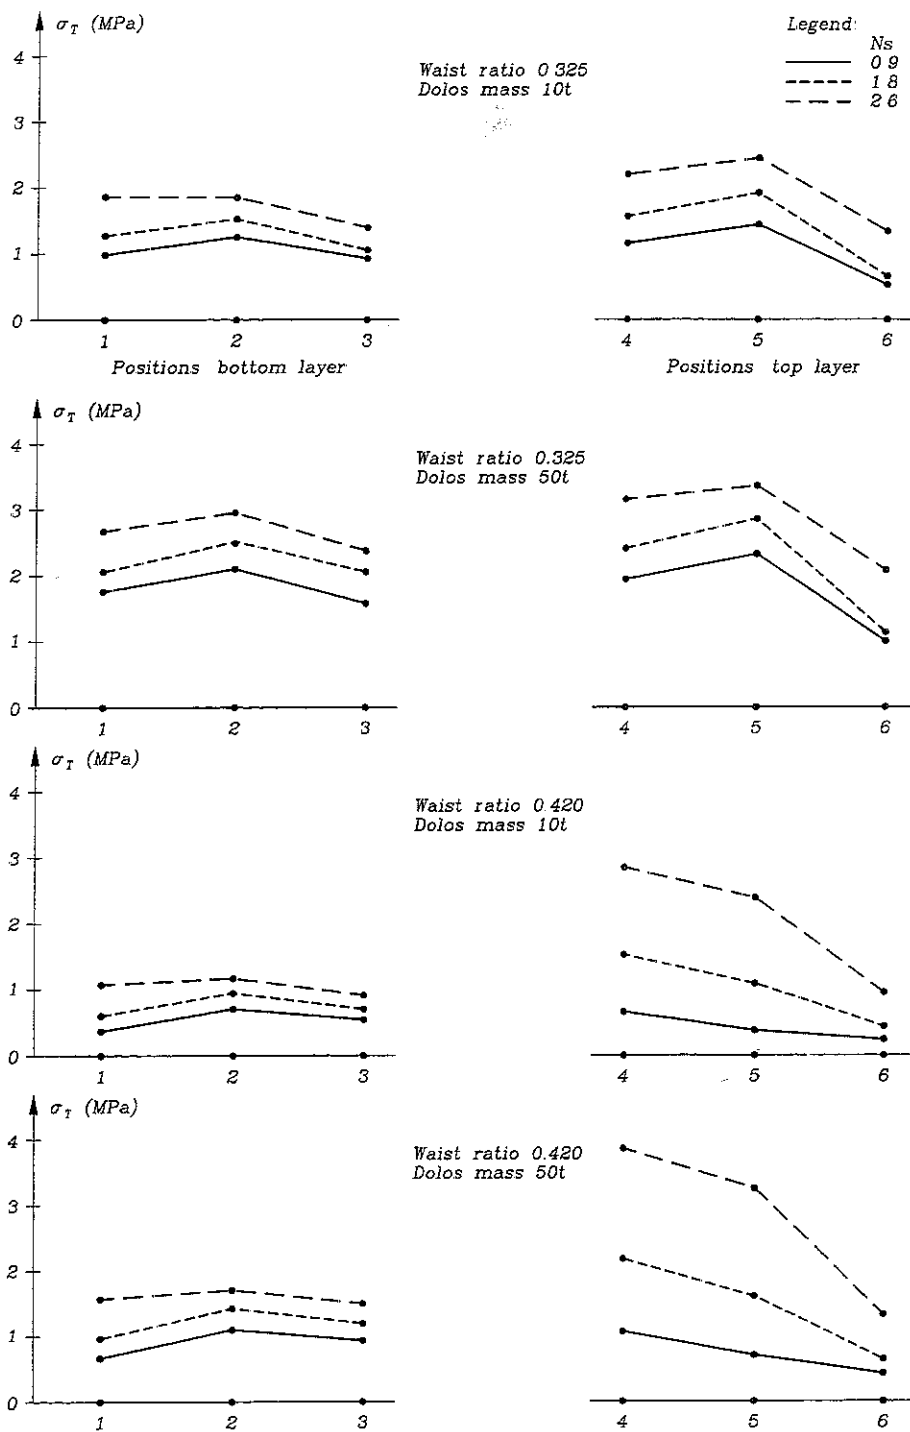 σT (MPa)
Legend:
Ns
Waist ratio 0 325
Dolos mass 10t
0 9
1 8
2 6
4
3
2
1
0
1 2 3 4 5 6
Positions bottom layer Positions top layer
σT (MPa)
Waist ratio 0.325
Dolos mass 50t
4
3
2
1
0
1 2 3 4 5 6
σT (MPa)
Waist ratio 0 420
Dolos mass 10t
4
3
2
1
0
1 2 3 4 5 6
σT (MPa)
Waist ratio 0.420
Dolos mass 50t
4
3
2
1
0
1 2 3 4 5 6